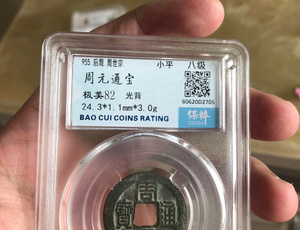 955 后周 周世宗 小平 八级
周元通宝
极美82 光背
24.3*1.1mm*3.0g
B0620D2705
保粹
BAO CUI COINS RATING
周
寶 通